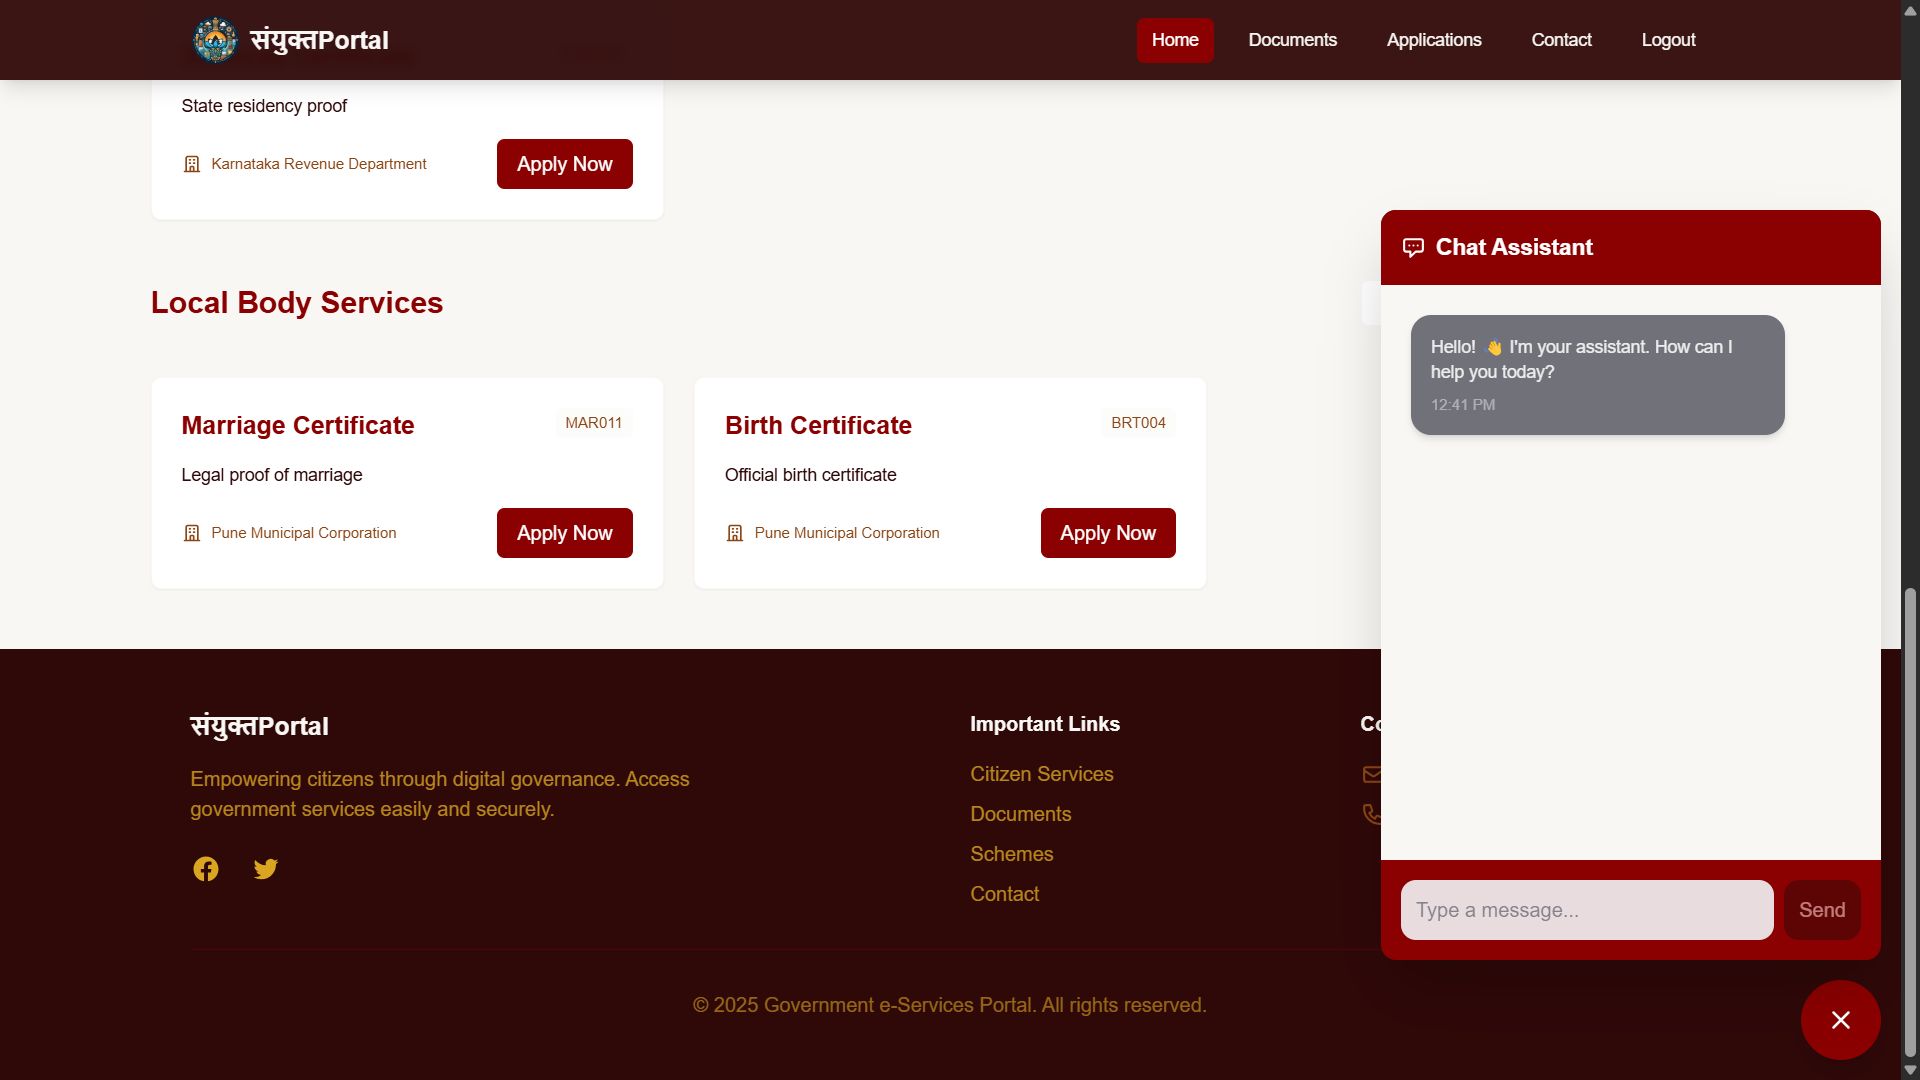 संयुक्तPortal
Home
Documents
Applications
Contact
Logout
State residency proof
Karnataka Revenue Department
Apply Now
Local Body Services
Marriage Certificate
MAR011
Legal proof of marriage
Pune Municipal Corporation
Apply Now
Birth Certificate
BRT004
Official birth certificate
Pune Municipal Corporation
Apply Now
Chat Assistant
Hello! 👋 I'm your assistant. How can I
help you today?
12:41 PM
Type a message...
Send
संयुक्तPortal
Empowering citizens through digital governance. Access
government services easily and securely.
Important Links
Citizen Services
Documents
Schemes
Contact
© 2025 Government e-Services Portal. All rights reserved.